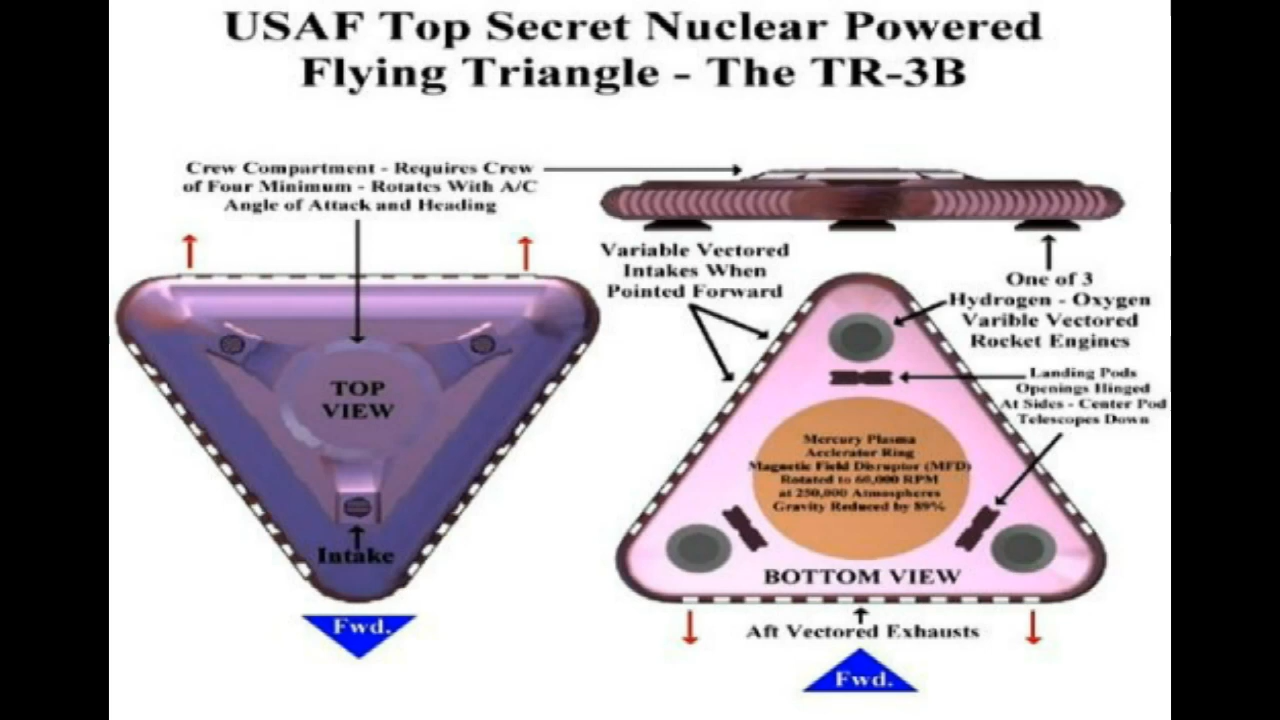 USAF Top Secret Nuclear Powered
Flying Triangle - The TR-3B
Crew Compartment - Requires Crew
of Four Minimum - Rotates With A/C
Angle of Attack and Heading
Variable Vectored
Intakes When
Pointed Forward
One of 3
Hydrogen - Oxygen
Varible Vectored
Rocket Engines
Landing Pods
Openings Hinged
At Sides - Center Pod
Telescopes Down
TOP
VIEW
Intake
Fwd.
Mercury Plasma
Acclerator Ring
Magnetic Field Disruptor (MFD)
Rotated to 60,000 RPM
at 250,000 Atmospheres
Gravity Reduced by 89%
BOTTOM VIEW
Aft Vectored Exhausts
Fwd.